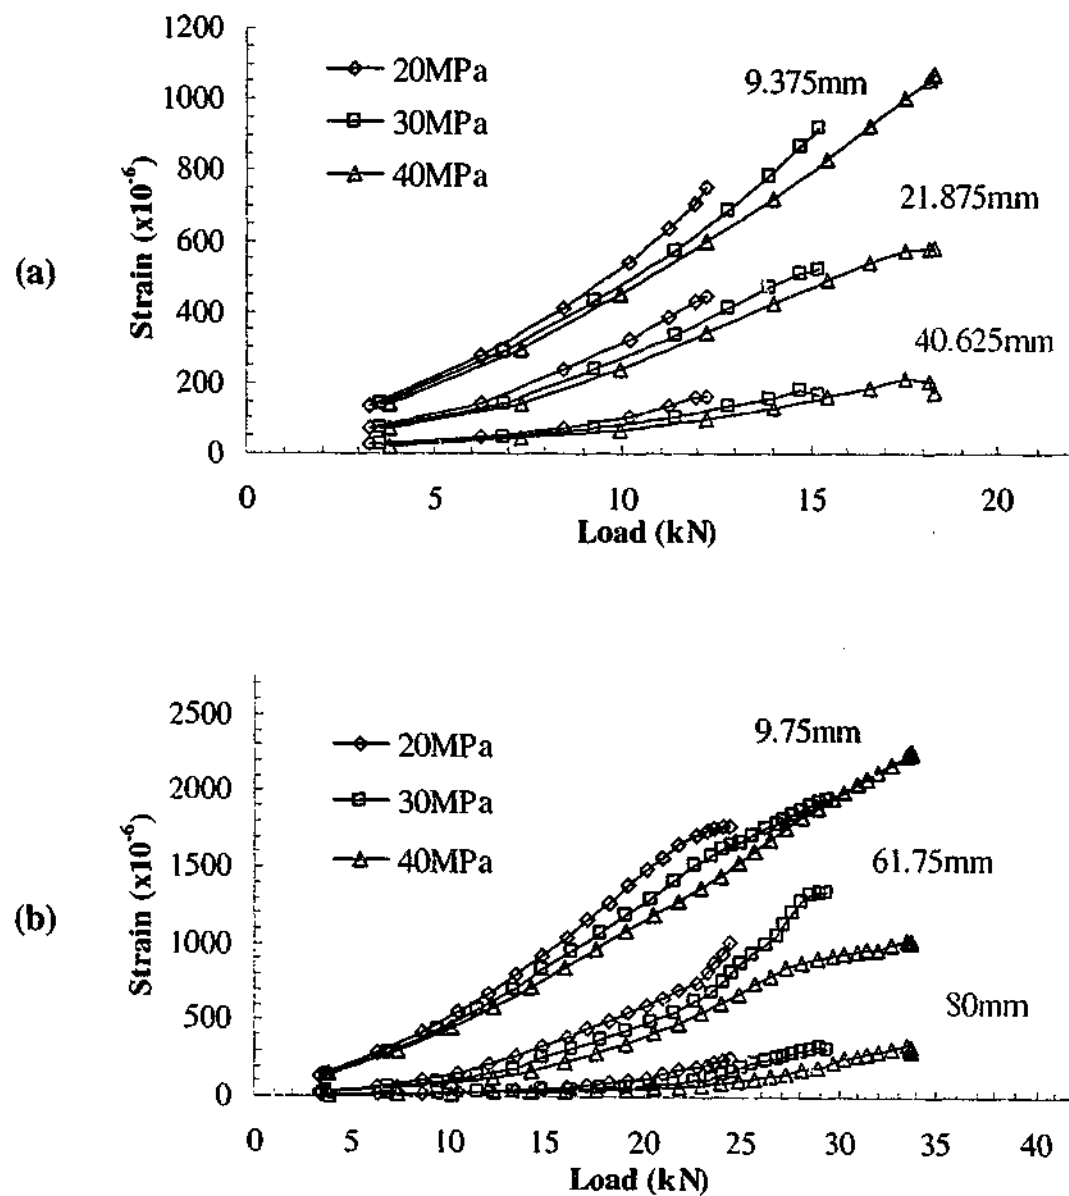 1200
1000
800
600
400
200
0
Strain (x10⁻⁶)
(a)
20MPa
30MPa
40MPa
9.375mm
21.875mm
40.625mm
0 5 10 15 20
Load (kN)
2500
2000
1500
1000
500
0
Strain (x10⁻⁶)
(b)
20MPa
30MPa
40MPa
9.75mm
61.75mm
80mm
0 5 10 15 20 25 30 35 40
Load (kN)